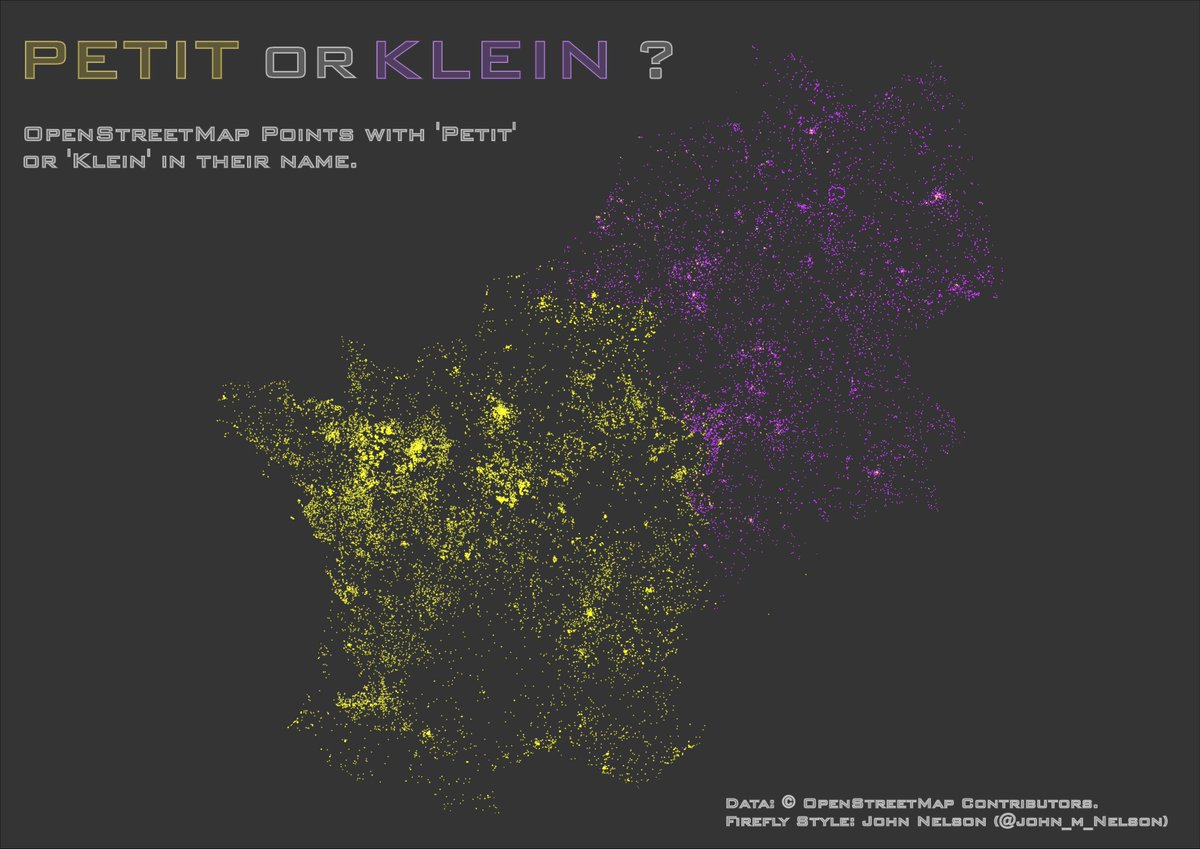 PETIT OR KLEIN ?
OpenStreetMap Points with 'Petit'
or 'Klein' in their name.
Data: © OpenStreetMap Contributors.
Firefly Style: John Nelson (@john_m_Nelson)